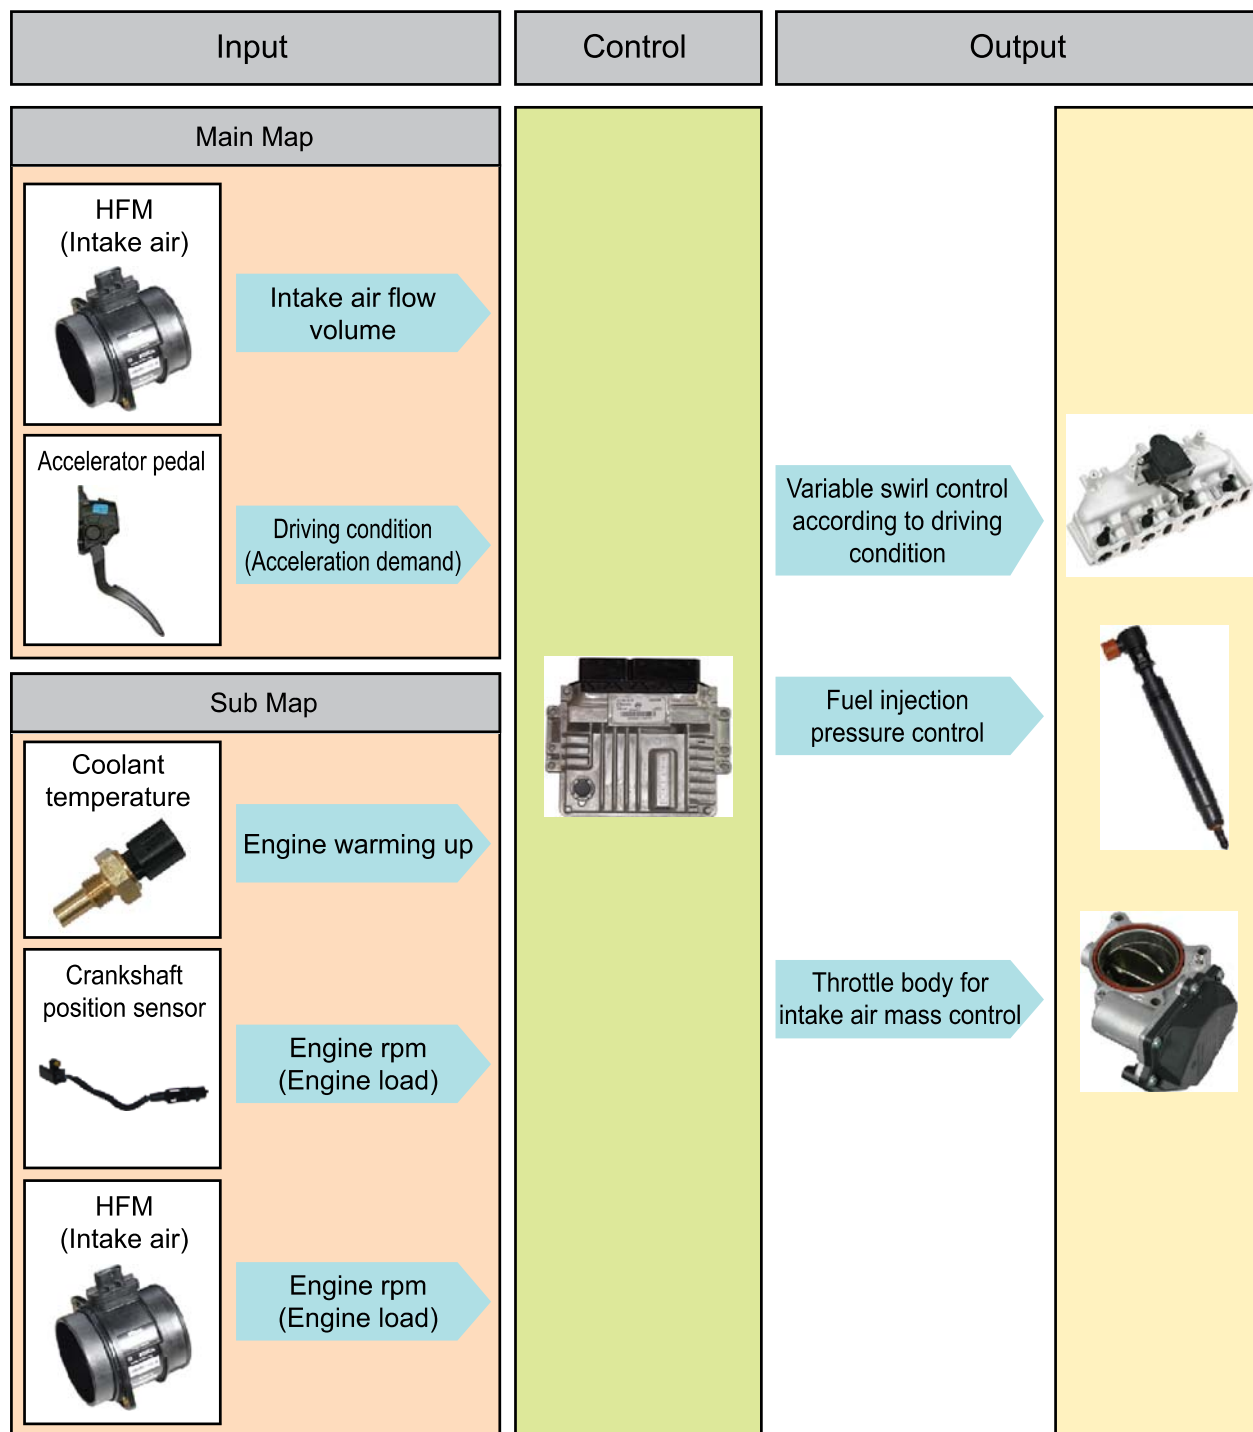 Input
Control
Output
Main Map
HFM
(Intake air)
Intake air flow
volume
Accelerator pedal
Driving condition
(Acceleration demand)
Sub Map
Coolant
temperature
Engine warming up
Crankshaft
position sensor
Engine rpm
(Engine load)
HFM
(Intake air)
Engine rpm
(Engine load)
Variable swirl control
according to driving
condition
Fuel injection
pressure control
Throttle body for
intake air mass control